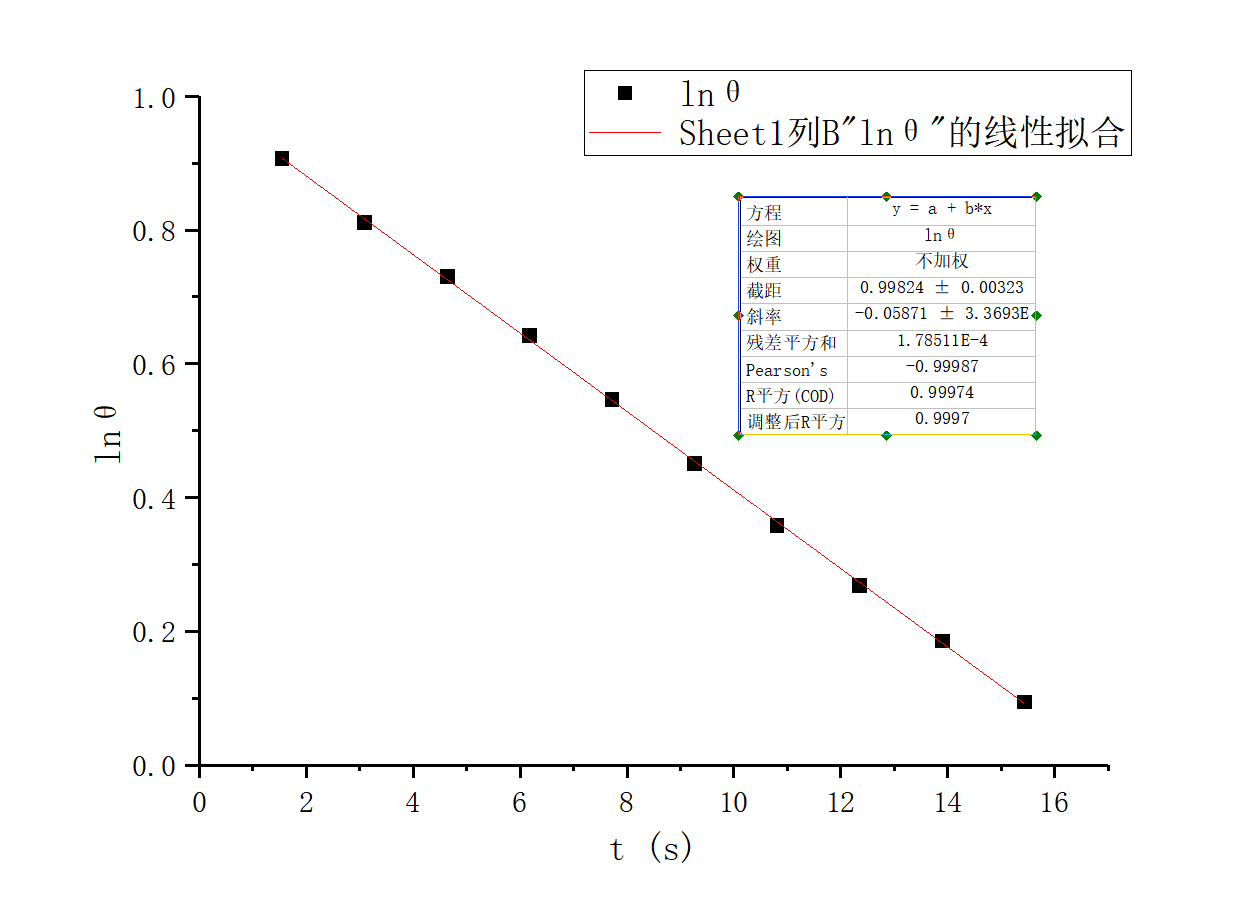 lnθ
Sheet1列B"lnθ"的线性拟合
1.0
0.8
0.6
0.4
0.2
0.0
lnθ
方程 y = a + b*x
绘图 lnθ
权重 不加权
截距 0.99824 ± 0.00323
斜率 -0.05871 ± 3.3693E
残差平方和 1.78511E-4
Pearson's -0.99987
R平方(COD) 0.99974
调整后R平方 0.9997
0 2 4 6 8 10 12 14 16
t (s)